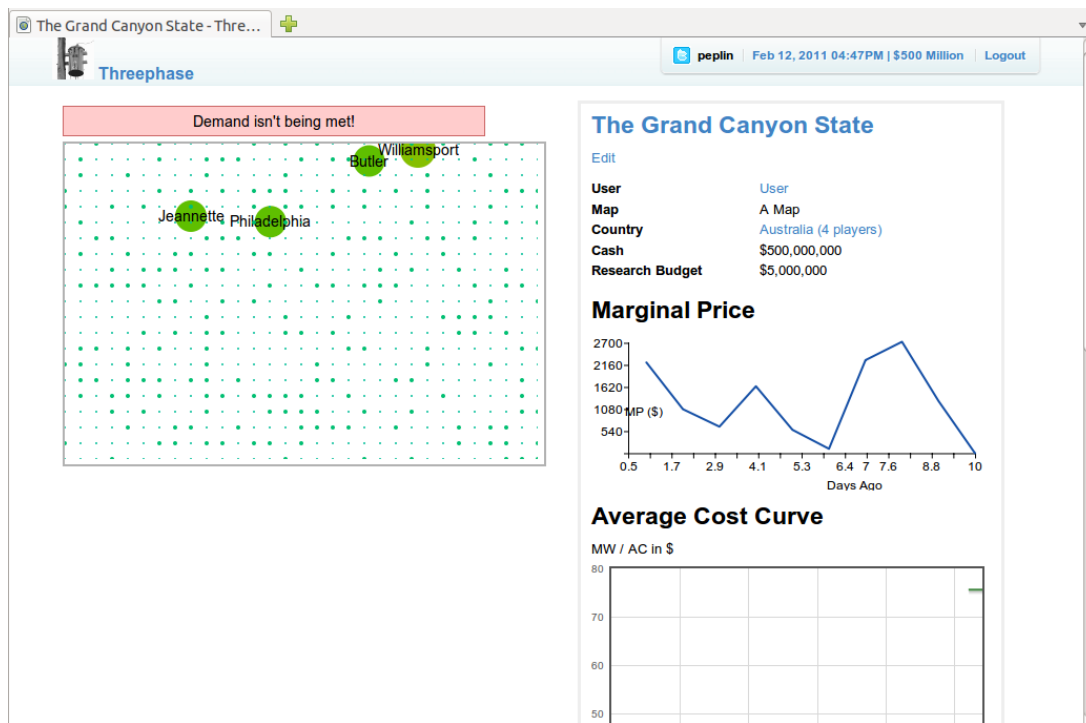 The Grand Canyon State - Thre...
Threephase
peplin
Feb 12, 2011 04:47PM | $500 Million
Logout
Demand isn't being met!
Williamsport
Butler
Jeannette
Philadelphia
The Grand Canyon State
Edit
User User
Map A Map
Country Australia (4 players)
Cash $500,000,000
Research Budget $5,000,000
Marginal Price
2700
2160
1620
1080
MP ($)
540
0.5 1.7 2.9 4.1 5.3 6.4 7 7.6 8.8 10
Days Ago
Average Cost Curve
MW / AC in $
80
70
60
50